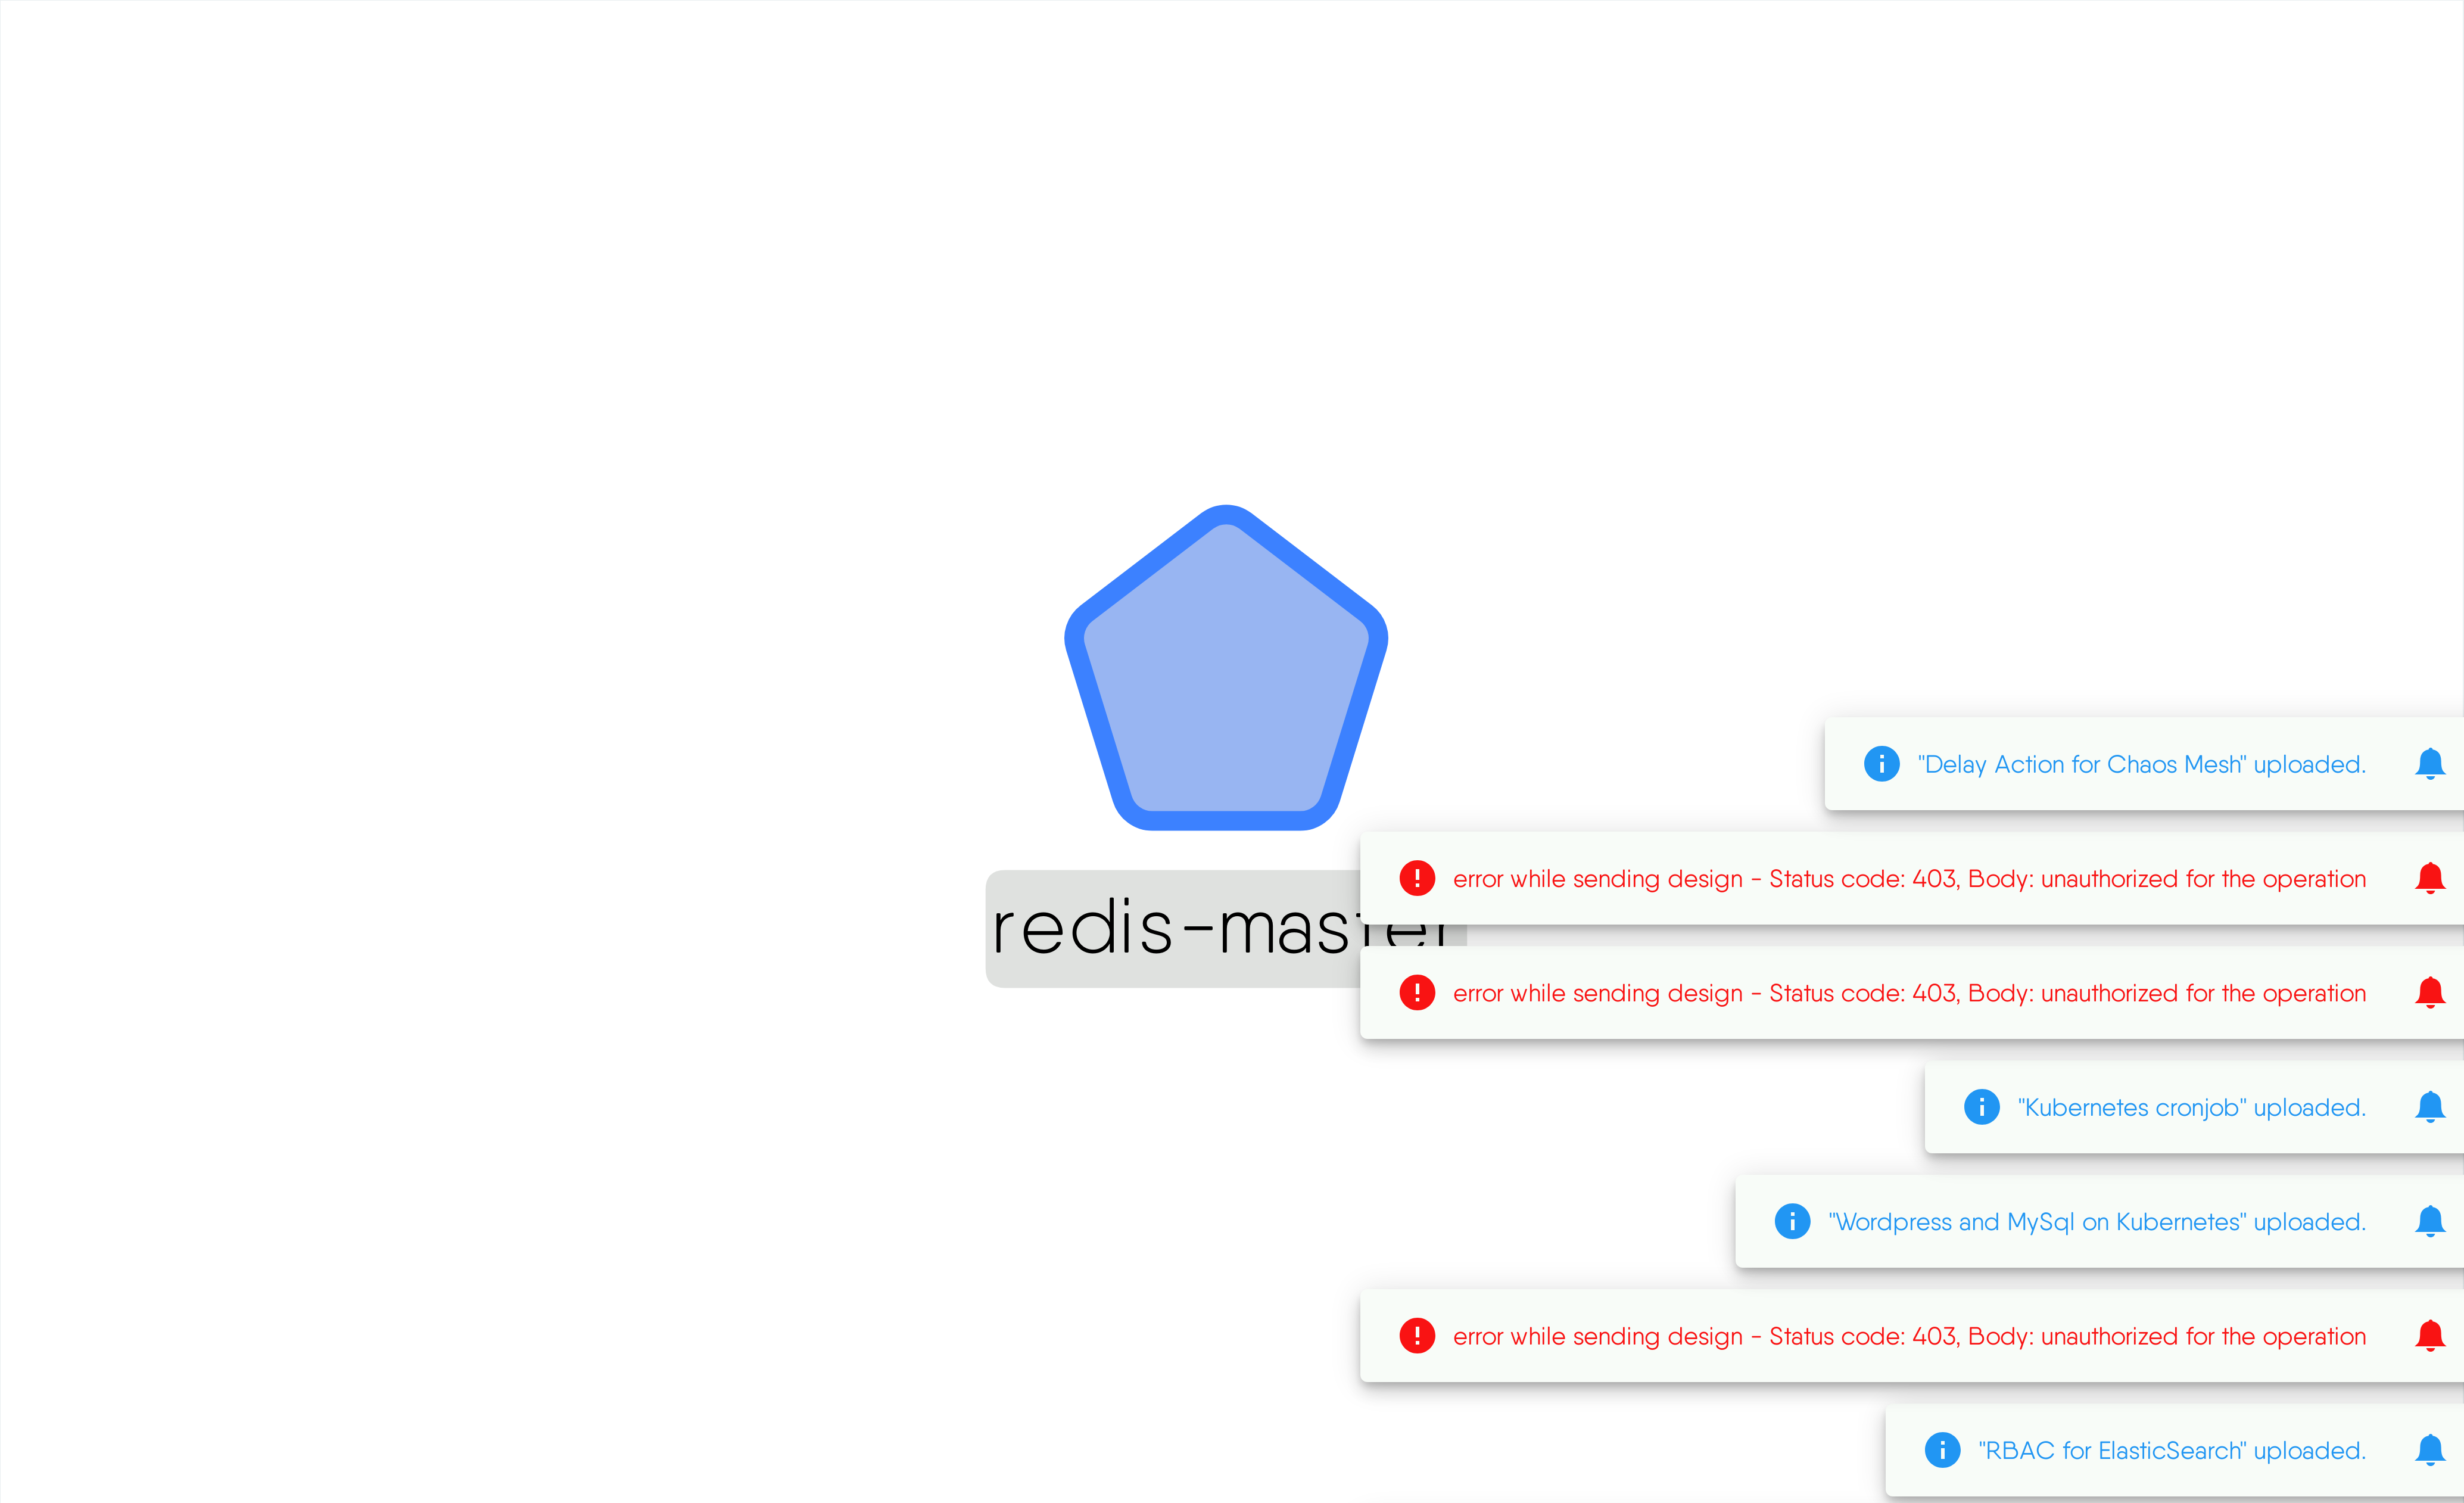 "Delay Action for Chaos Mesh" uploaded.
error while sending design - Status code: 403, Body: unauthorized for the operation
redis-master
error while sending design - Status code: 403, Body: unauthorized for the operation
"Kubernetes cronjob" uploaded.
"Wordpress and MySql on Kubernetes" uploaded.
error while sending design - Status code: 403, Body: unauthorized for the operation
"RBAC for ElasticSearch" uploaded.